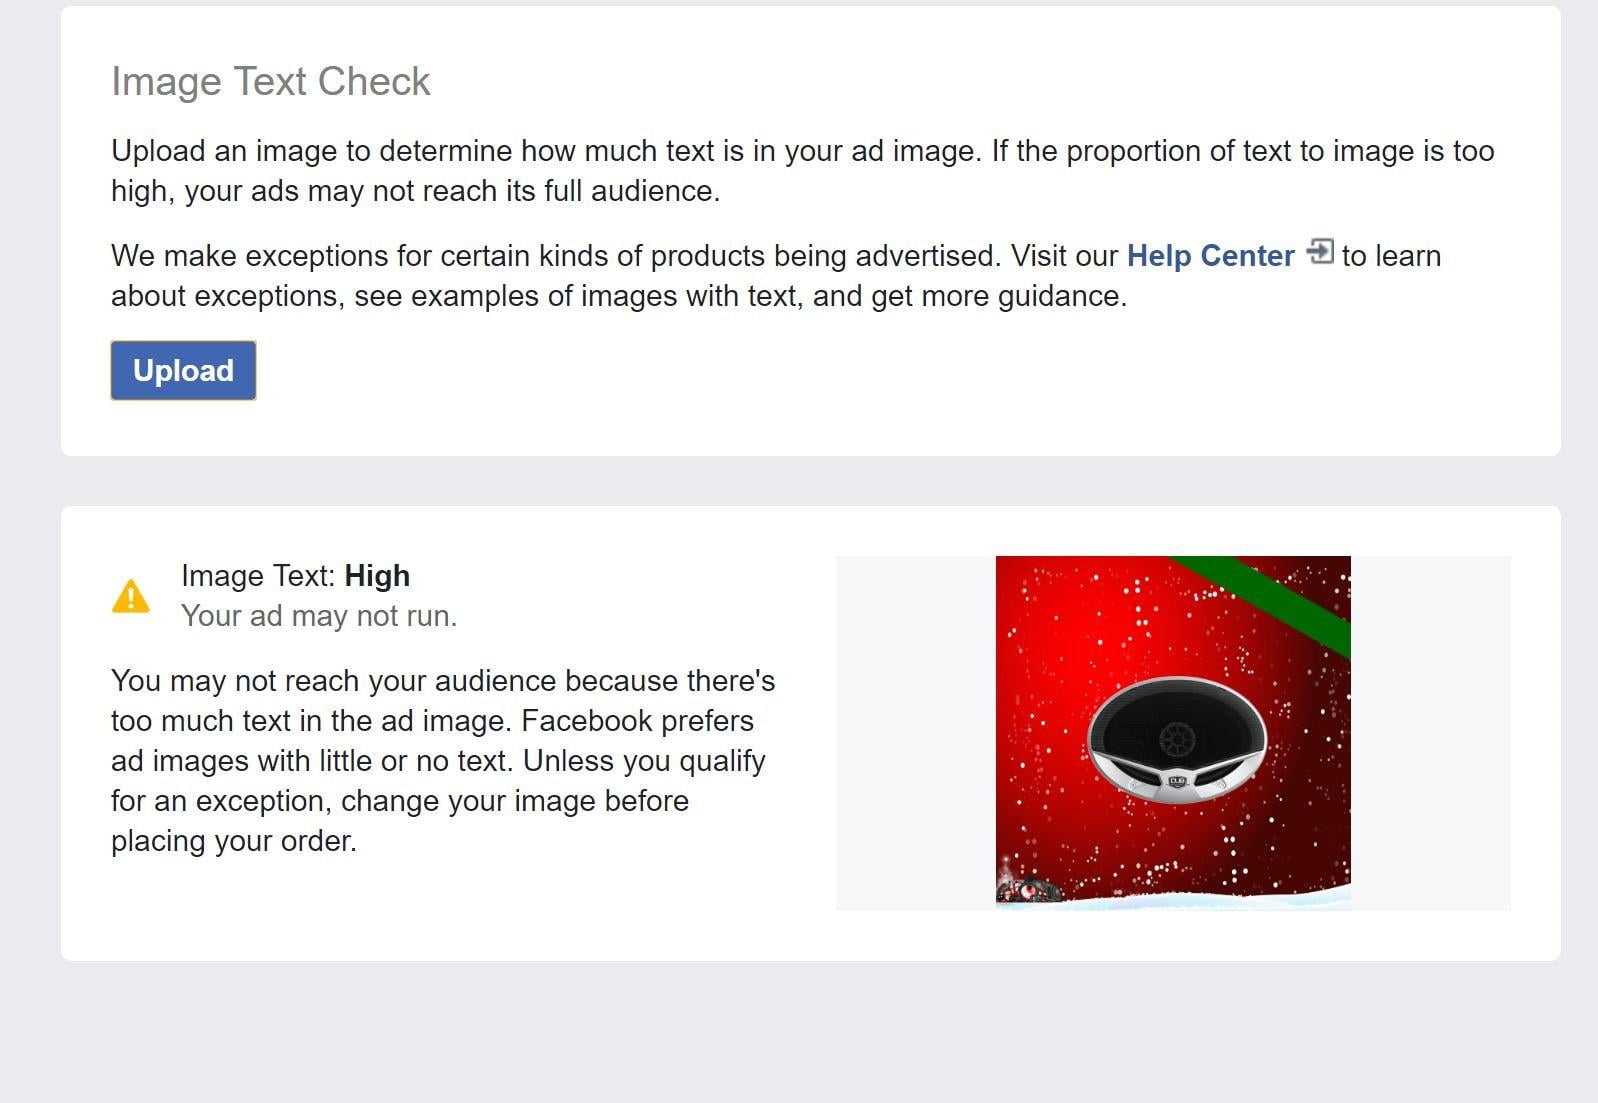 Image Text Check
Upload an image to determine how much text is in your ad image. If the proportion of text to image is too
high, your ads may not reach its full audience.
We make exceptions for certain kinds of products being advertised. Visit our Help Center to learn
about exceptions, see examples of images with text, and get more guidance.
Upload
Image Text: High
Your ad may not run.
You may not reach your audience because there's
too much text in the ad image. Facebook prefers
ad images with little or no text. Unless you qualify
for an exception, change your image before
placing your order.
DUB